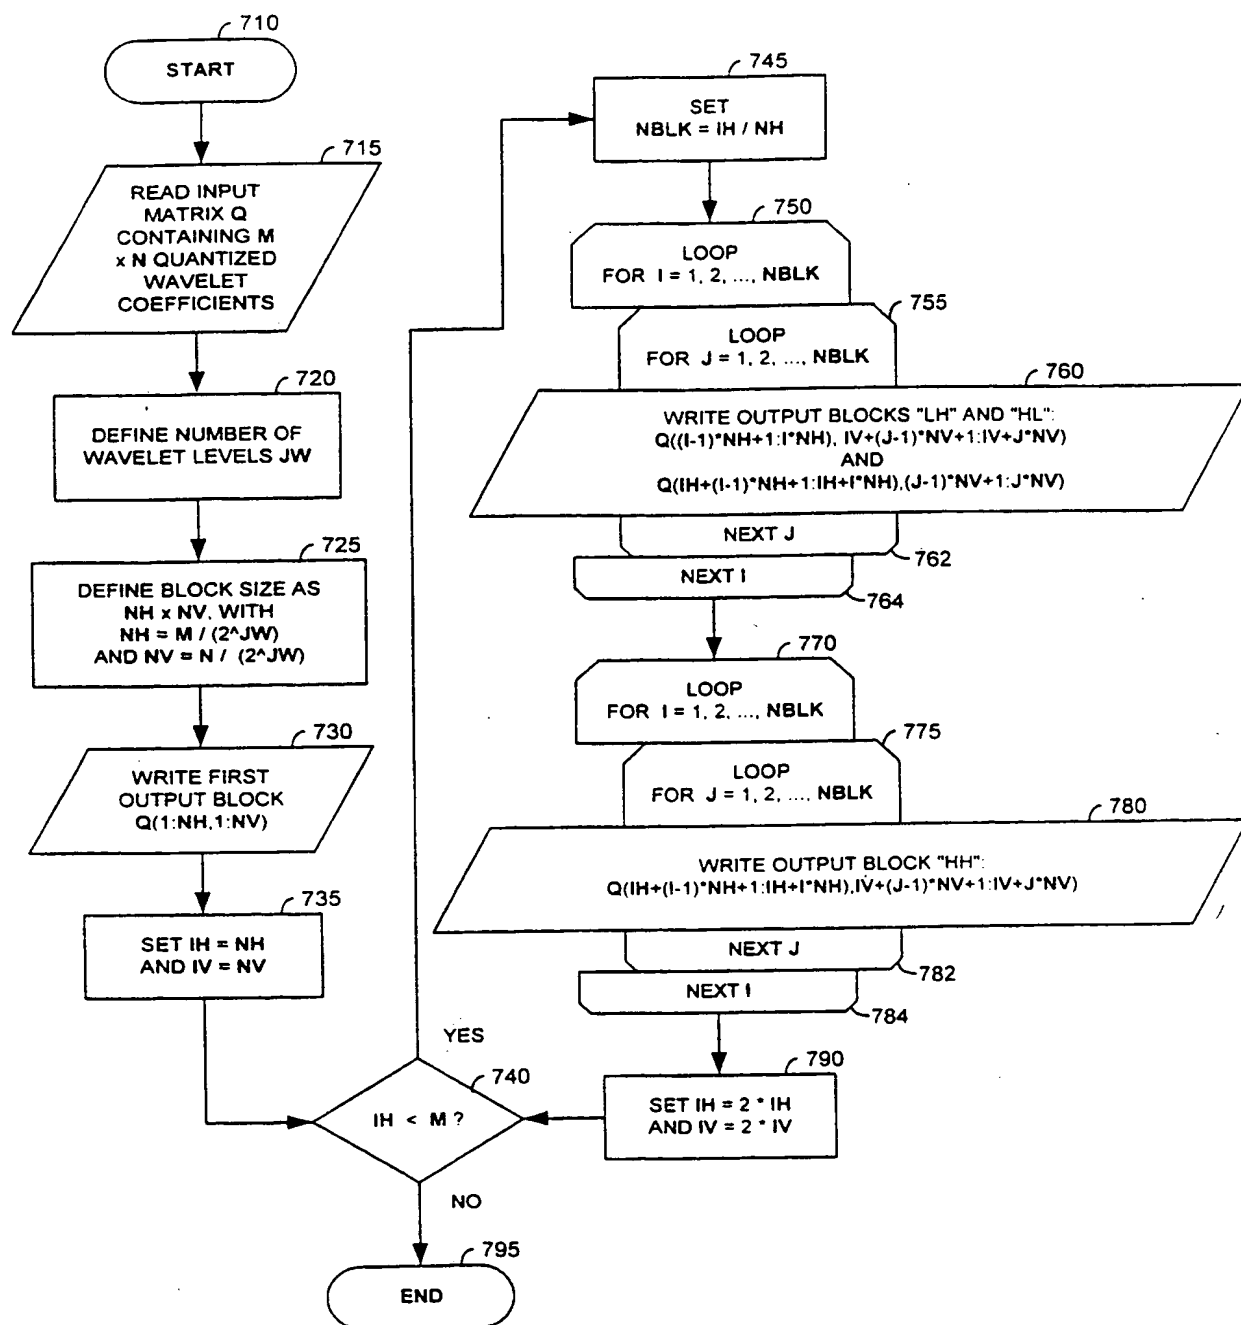 710
START
715
READ INPUT
MATRIX Q
CONTAINING M
x N QUANTIZED
WAVELET
COEFFICIENTS
720
DEFINE NUMBER OF
WAVELET LEVELS JW
725
DEFINE BLOCK SIZE AS
NH x NV, WITH
NH = M / (2^JW)
AND NV = N / (2^JW)
730
WRITE FIRST
OUTPUT BLOCK
Q(1:NH,1:NV)
735
SET IH = NH
AND IV = NV
YES
740
IH < M ?
NO
795
END
745
SET
NBLK = IH / NH
750
LOOP
FOR I = 1, 2, ..., NBLK
755
LOOP
FOR J = 1, 2, ..., NBLK
760
WRITE OUTPUT BLOCKS "LH" AND "HL":
Q((I-1)*NH+1:I*NH), IV+(J-1)*NV+1:IV+J*NV)
AND
Q(IH+(I-1)*NH+1:IH+I*NH),(J-1)*NV+1:J*NV)
NEXT J
762
NEXT I
764
770
LOOP
FOR I = 1, 2, ..., NBLK
775
LOOP
FOR J = 1, 2, ..., NBLK
780
WRITE OUTPUT BLOCK "HH":
Q(IH+(I-1)*NH+1:IH+I*NH),IV+(J-1)*NV+1:IV+J*NV)
NEXT J
782
NEXT I
784
790
SET IH = 2 * IH
AND IV = 2 * IV